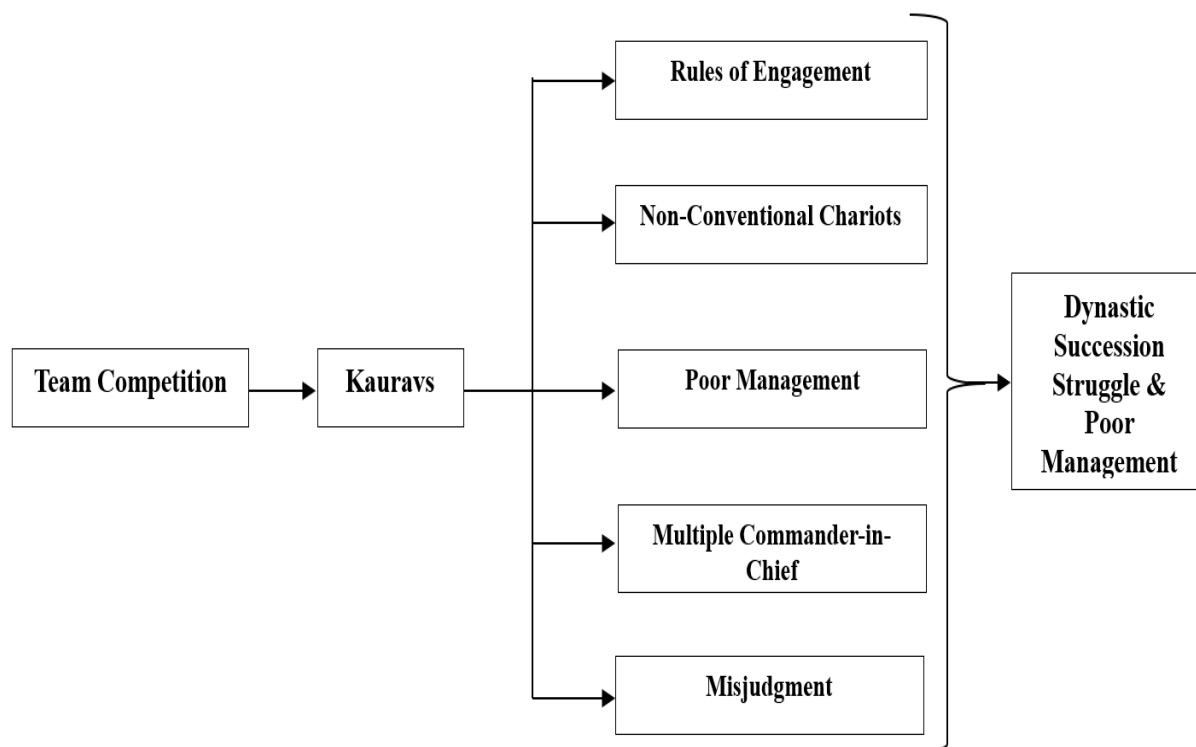 Team Competition
Kauravs
Rules of Engagement
Non-Conventional Chariots
Poor Management
Multiple Commander-in-
Chief
Misjudgment
Dynastic
Succession
Struggle &
Poor
Management